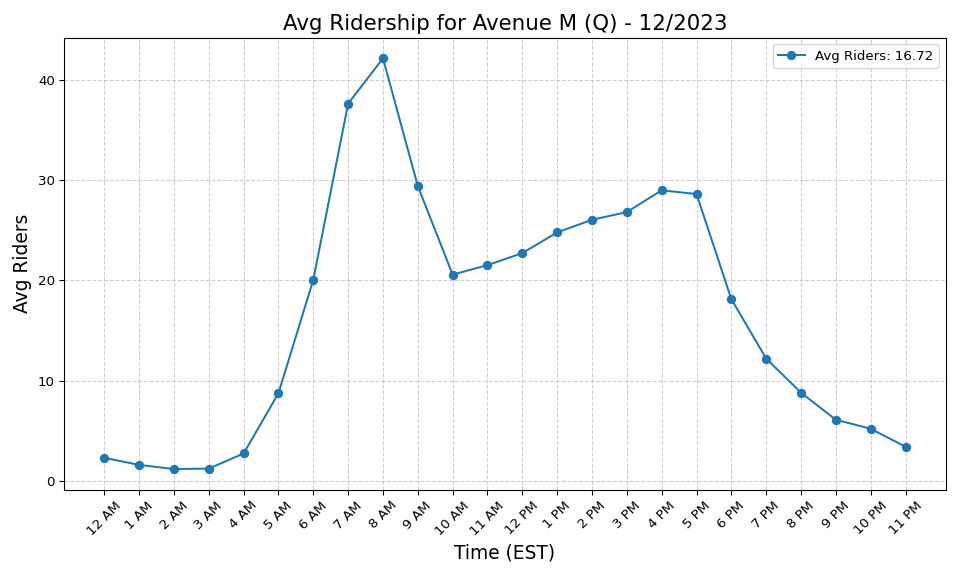 Avg Ridership for Avenue M (Q) - 12/2023
Avg Riders: 16.72
Avg Riders
40
30
20
10
0
12 AM
1 AM
2 AM
3 AM
4 AM
5 AM
6 AM
7 AM
8 AM
9 AM
10 AM
11 AM
12 PM
1 PM
2 PM
3 PM
4 PM
5 PM
6 PM
7 PM
8 PM
9 PM
10 PM
11 PM
Time (EST)